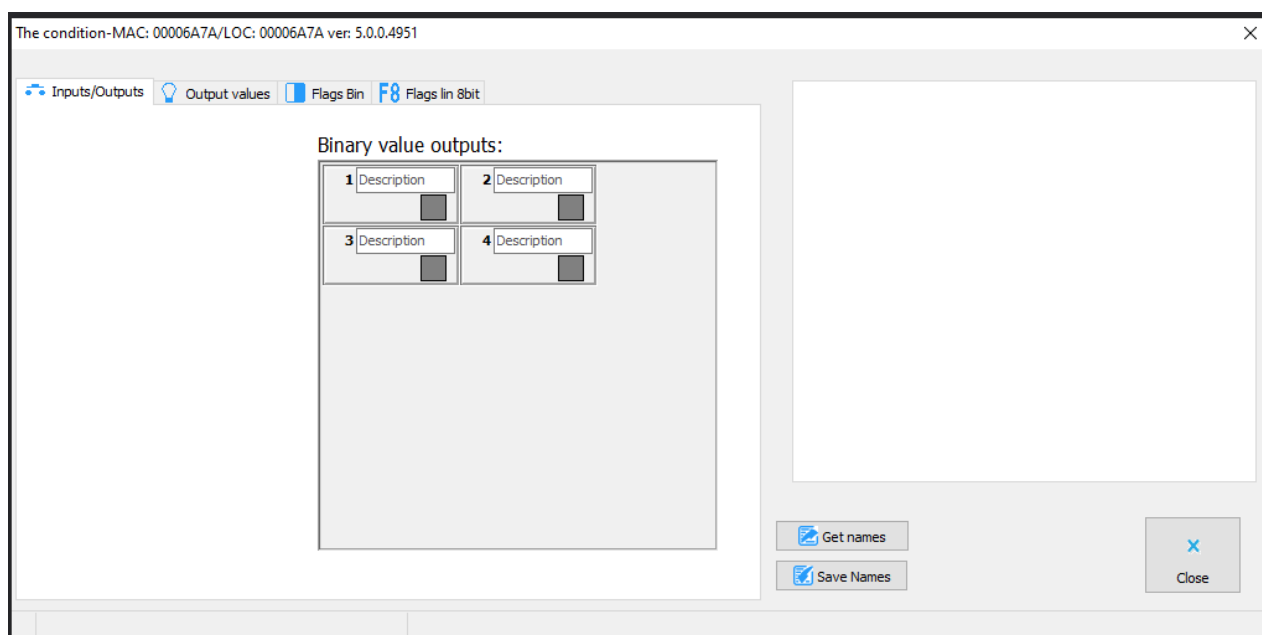 The condition-MAC: 00006A7A/LOC: 00006A7A ver: 5.0.0.4951
Inputs/Outputs Output values Flags Bin F8 Flags lin 8bit
Binary value outputs:
1 Description 2 Description
3 Description 4 Description
Get names
Save Names
Close